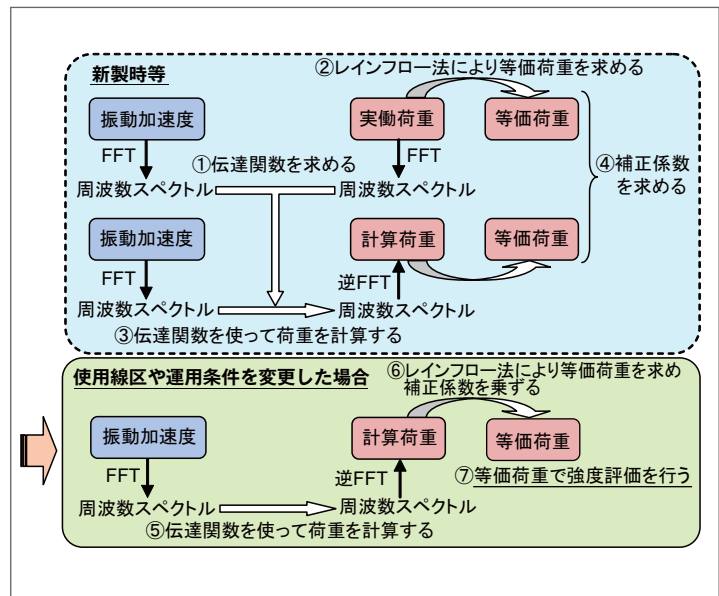 新製時等
②レインフロー法により等価荷重を求める
振動加速度
実働荷重
等価荷重
FFT
①伝達関数を求める
FFT
④補正係数
を求める
周波数スペクトル
周波数スペクトル
振動加速度
計算荷重
等価荷重
FFT
逆FFT
周波数スペクトル
周波数スペクトル
③伝達関数を使って荷重を計算する
使用線区や運用条件を変更した場合
⑥レインフロー法により等価荷重を求め
補正係数を乗ずる
振動加速度
計算荷重
等価荷重
FFT
逆FFT
⑦等価荷重で強度評価を行う
周波数スペクトル
周波数スペクトル
⑤伝達関数を使って荷重を計算する